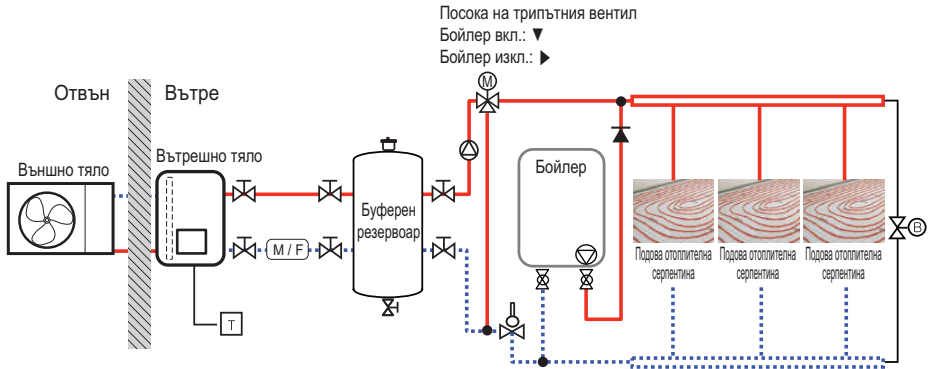 Посока на трипътния вентил
Бойлер вкл.: ▼
Бойлер изкл.: ▶
M
Отвън
Вътре
Външно тяло
Вътрешно тяло
Бойлер
Буферен
резервоар
M / F
T
B
Подова отоплителна
серпентина
Подова отоплителна
серпентина
Подова отоплителна
серпентина